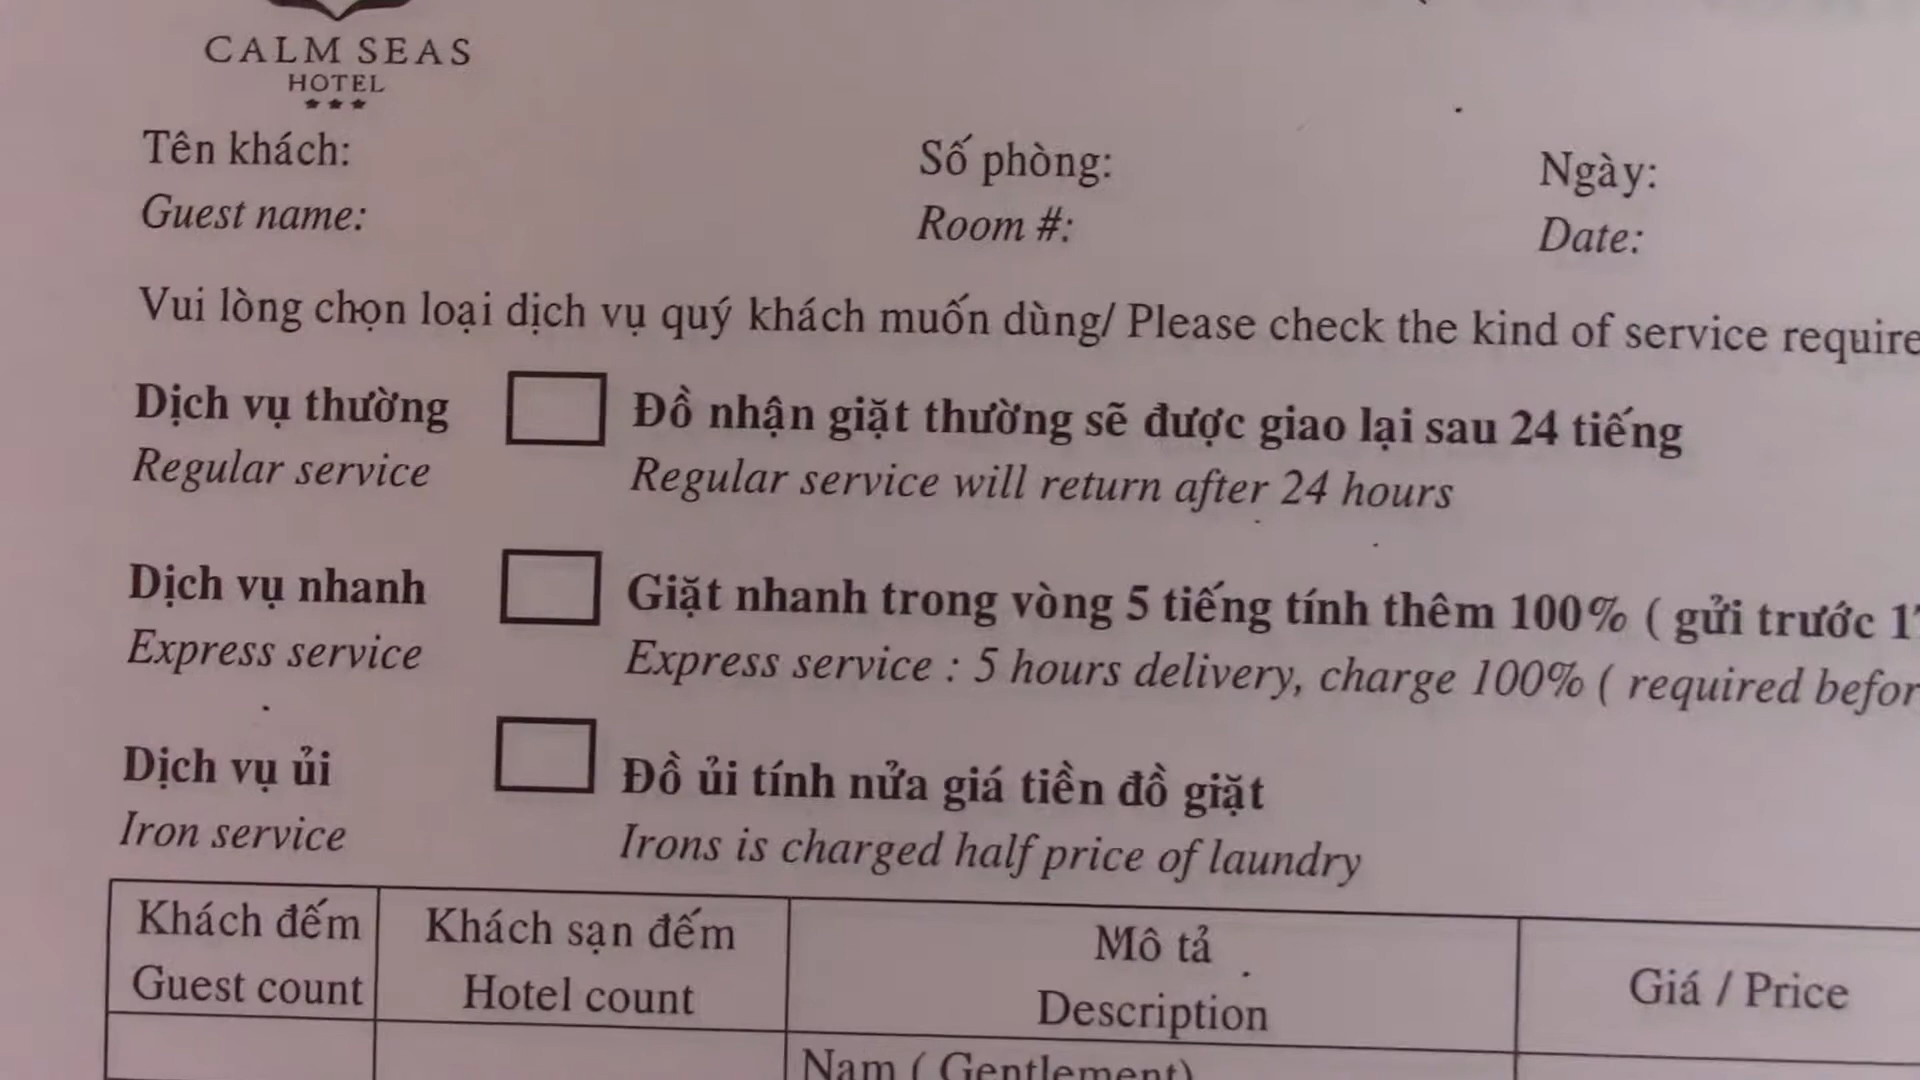 CALM SEAS
HOTEL
Tên khách:
Số phòng:
Ngày:
Guest name:
Room #:
Date:
Vui lòng chọn loại dịch vụ quý khách muốn dùng/ Please check the kind of service
Dịch vụ thường
Đồ nhận giặt thường sẽ được giao lại sau 24 tiếng
Regular service
Regular service will return after 24 hours
Dịch vụ nhanh
Giặt nhanh trong vòng 5 tiếng tính thêm 100% ( gửi trước
Express service
Express service : 5 hours delivery, charge 100% ( required
Dịch vụ ủi
Đồ ủi tính nửa giá tiền đồ giặt
Iron service
Irons is charged half price of laundry
Khách đếm
Khách sạn đếm
Mô tả
Giá / Price
Guest count
Hotel count
Description
Nam ( Gentlement)